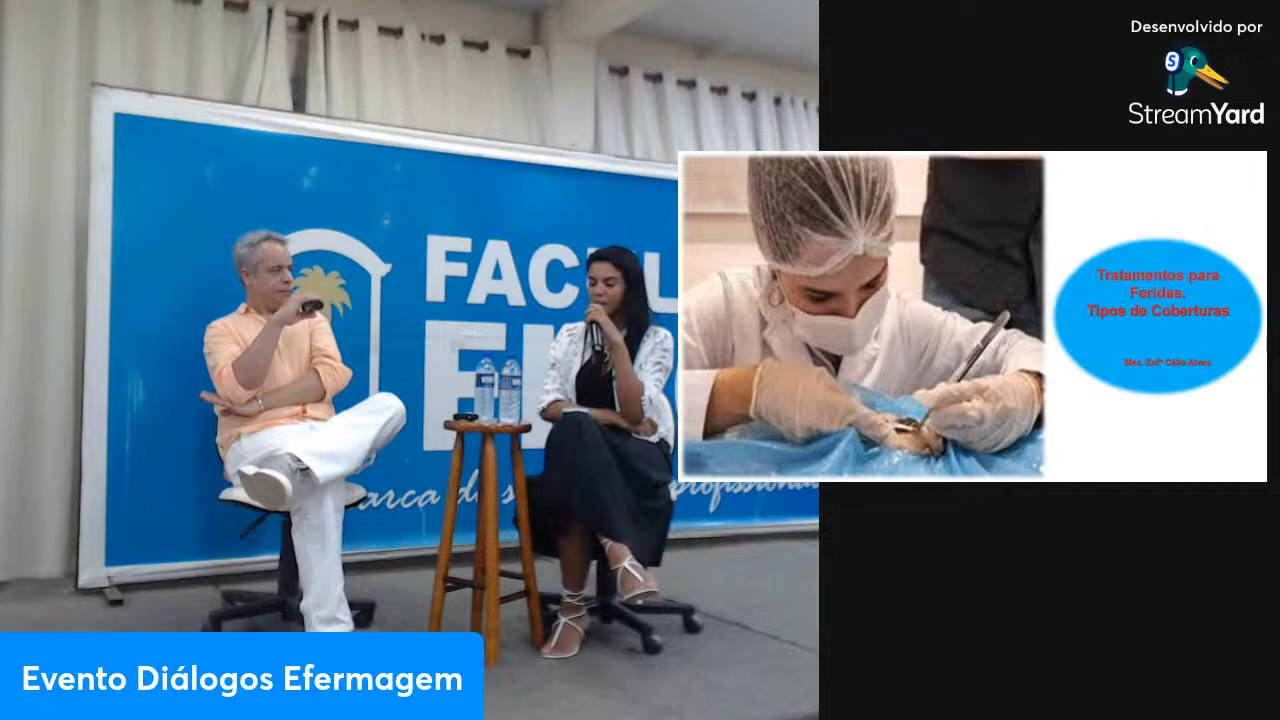 Desenvolvido por
StreamYard
FACUL
Tratamentos para
Feridas.
Tipos de Coberturas
Evento Diálogos Efermagem